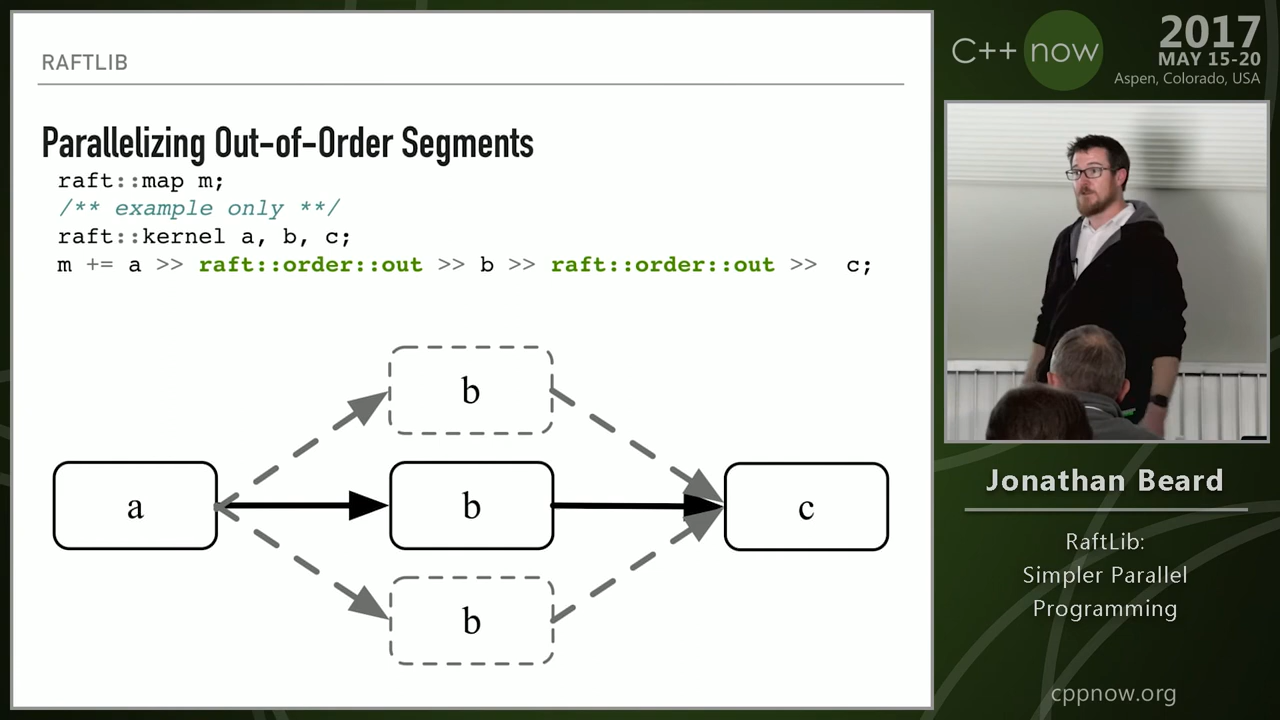 RAFTLIB
Parallelizing Out-of-Order Segments
raft::map m;
/** example only **/
raft::kernel a, b, c;
m += a >> raft::order::out >> b >> raft::order::out >> c;
b
a
b
c
b
C++ now
2017
MAY 15-20
Aspen, Colorado, USA
Jonathan Beard
RaftLib:
Simpler Parallel
Programming
cppnow.org